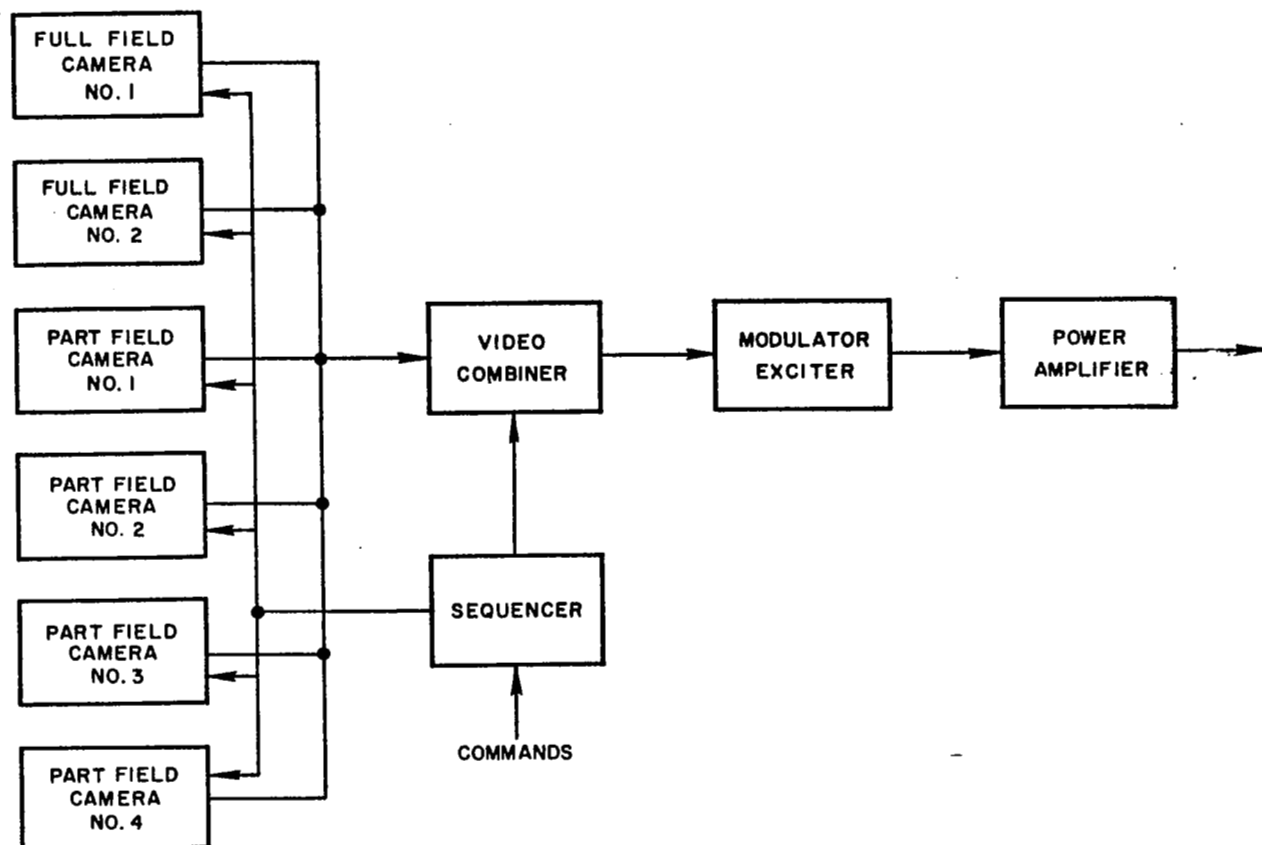 FULL FIELD
CAMERA
NO. 1
FULL FIELD
CAMERA
NO. 2
PART FIELD
CAMERA
NO. 1
PART FIELD
CAMERA
NO. 2
PART FIELD
CAMERA
NO. 3
PART FIELD
CAMERA
NO. 4
VIDEO
COMBINER
SEQUENCER
COMMANDS
MODULATOR
EXCITER
POWER
AMPLIFIER